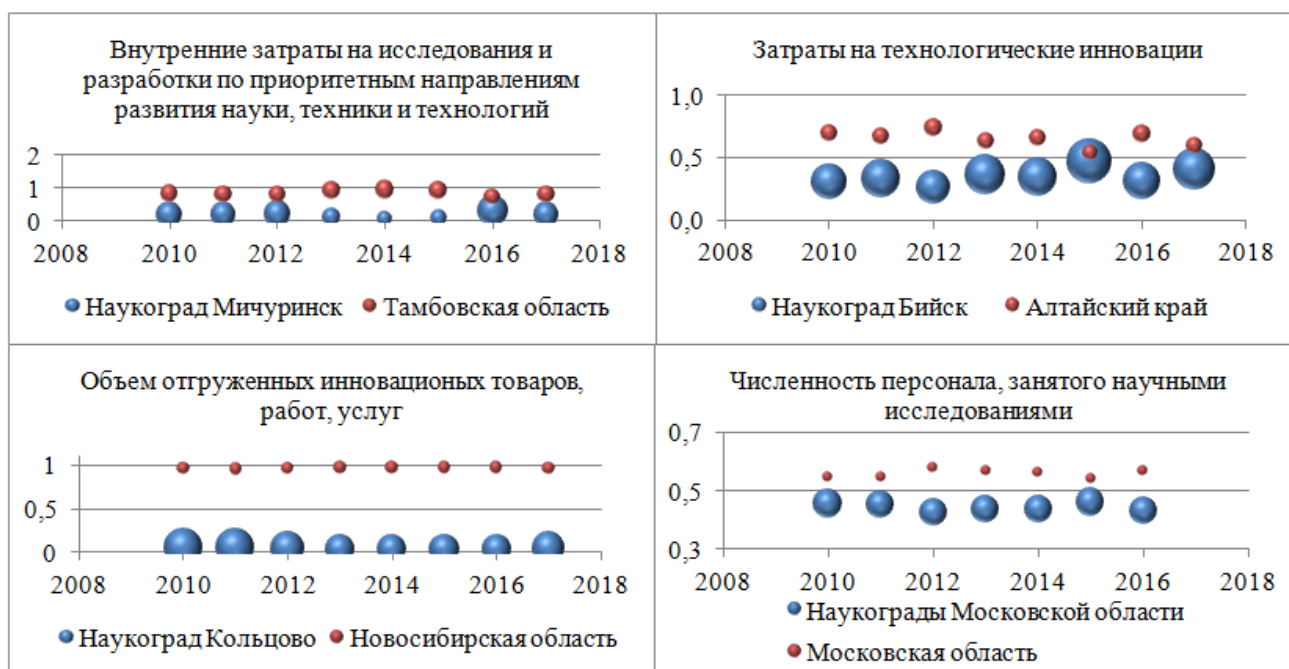 Внутренние затраты на исследования и
разработки по приоритетным направлениям
развития науки, техники и технологий
2
1
0
2008 2010 2012 2014 2016 2018
Наукоград Мичуринск Тамбовская область
Затраты на технологические инновации
1,0
0,5
0,0
2008 2010 2012 2014 2016 2018
Наукоград Бийск Алтайский край
Объем отгруженных инновационых товаров,
работ, услуг
1
0,5
0
2008 2010 2012 2014 2016 2018
Наукоград Кольцово Новосибирская область
Численность персонала, занятого научными
исследованиями
0,7
0,5
0,3
2008 2010 2012 2014 2016 2018
Наукограды Московской области
Московская область